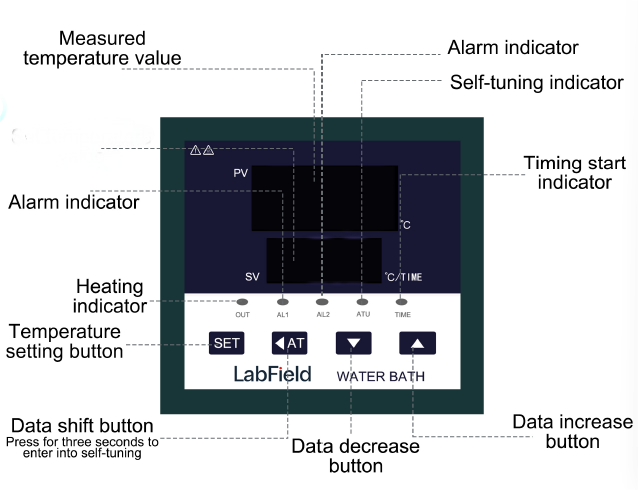 Measured
temperature value
Alarm indicator
Self-tuning indicator
Timing start
indicator
Alarm indicator
PV
°C
SV
°C/TIME
Heating
indicator
OUT
AL1
AL2
ATU
TIME
Temperature
setting button
SET
AT
LabField
WATER BATH
Data shift button
Press for three seconds to
enter into self-tuning
Data decrease
button
Data increase
button